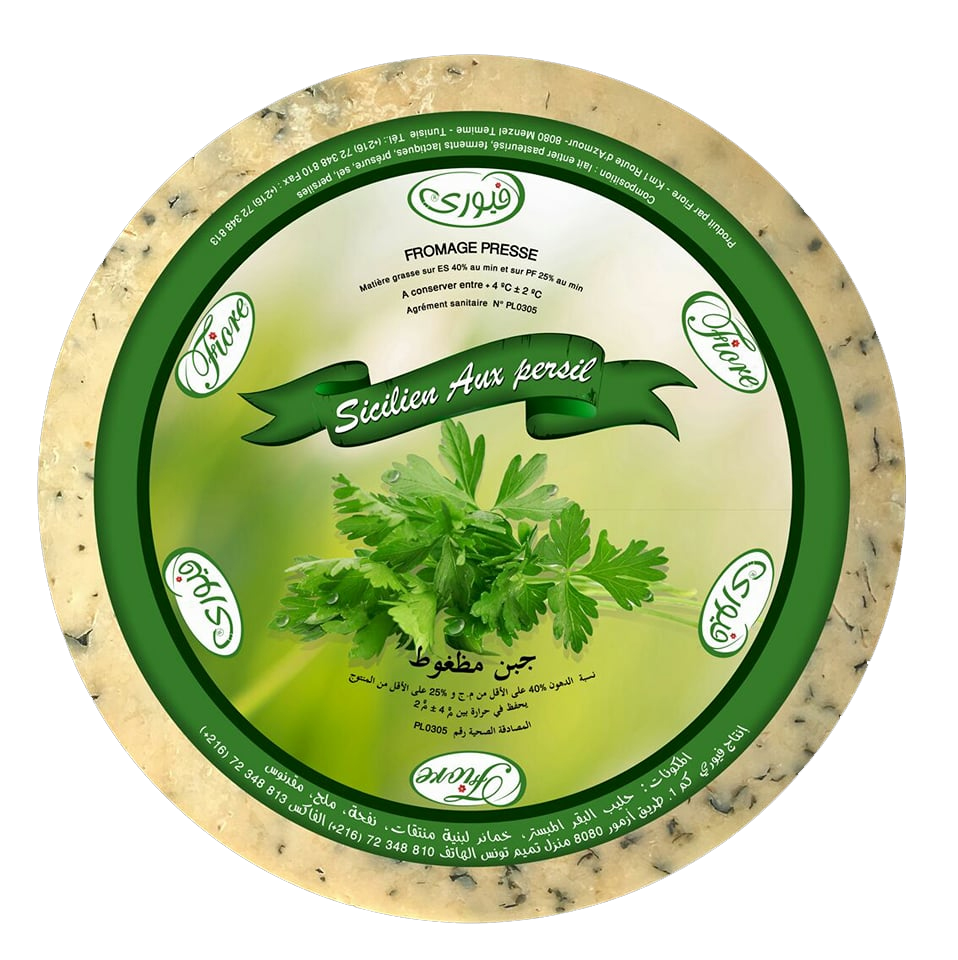 Produit par Fiore - Km1 Route d'Azmour- 8080 Menzel Temime - Tunisie Tél.: (+216) 72 348 810 Fax : (+216) 72 348 813
Composition : lait entier pasteurisé, ferments lactiques, présure, sel, persiles
فيوري
FROMAGE PRESSE
Matière grasse sur ES 40% au min et sur PF 25% au min
A conserver entre + 4 ºC ± 2 ºC
Agrément sanitaire N° PL0305
Fiore
Fiore
Sicilien Aux persil
فيوري
فيوري
جبن مظغوط
نسبة الدهون 40% على الأقل من م.ج و 25% على الأقل من المنتوج
يحفظ في حرارة بين 4 مْ ± 2 مْ
المصادقة الصحية رقم PL0305
Fiore
المكونات: حليب البقر المبستر، خمائر لبنية منتقات، نفحة، ملح، مقدنوس
انتاج فيوري كم 1 طريق أزمور 8080 منزل تميم تونس الهاتف 810 348 72 (216+) الفاكس 813 348 72 (216+)